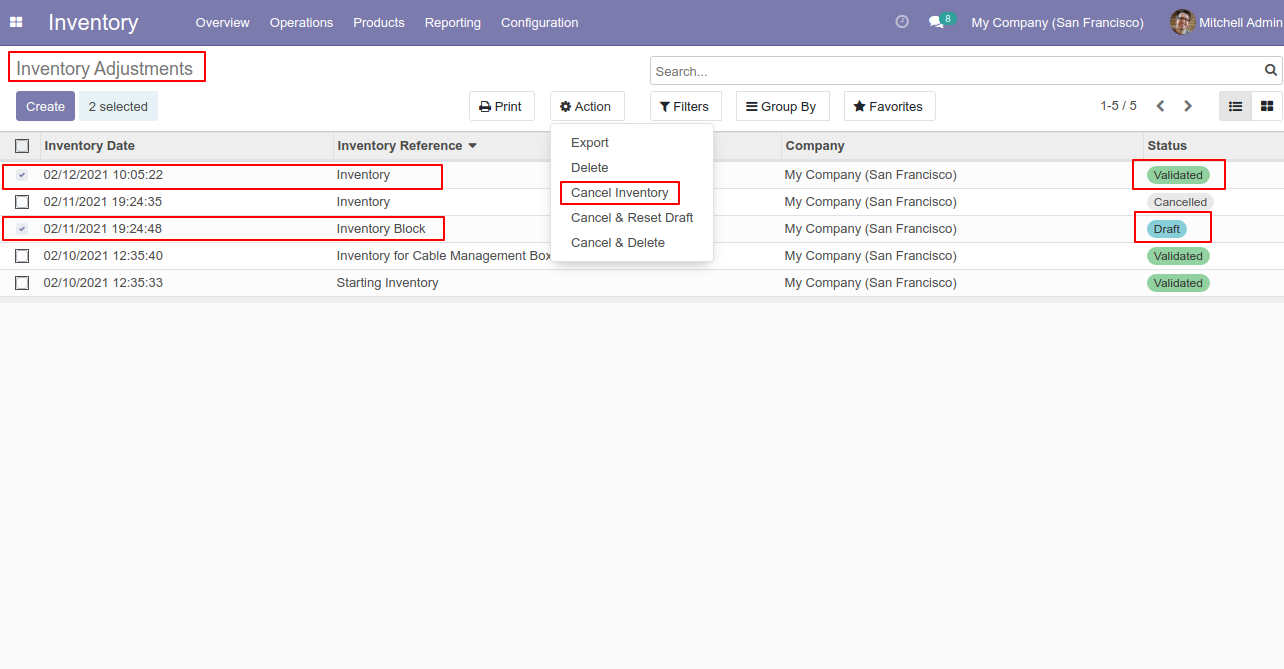 Inventory Overview Operations Products Reporting Configuration 8 My Company (San Francisco) Mitchell Admin
Inventory Adjustments
Search...
Create 2 selected Print Action Filters Group By Favorites 1-5 / 5
Export
Delete
Cancel Inventory
Cancel & Reset Draft
Cancel & Delete
Inventory Date Inventory Reference Company Status
02/12/2021 10:05:22 Inventory My Company (San Francisco) Validated
02/11/2021 19:24:35 Inventory My Company (San Francisco) Cancelled
02/11/2021 19:24:48 Inventory Block My Company (San Francisco) Draft
02/10/2021 12:35:40 Inventory for Cable Management Box My Company (San Francisco) Validated
02/10/2021 12:35:33 Starting Inventory My Company (San Francisco) Validated